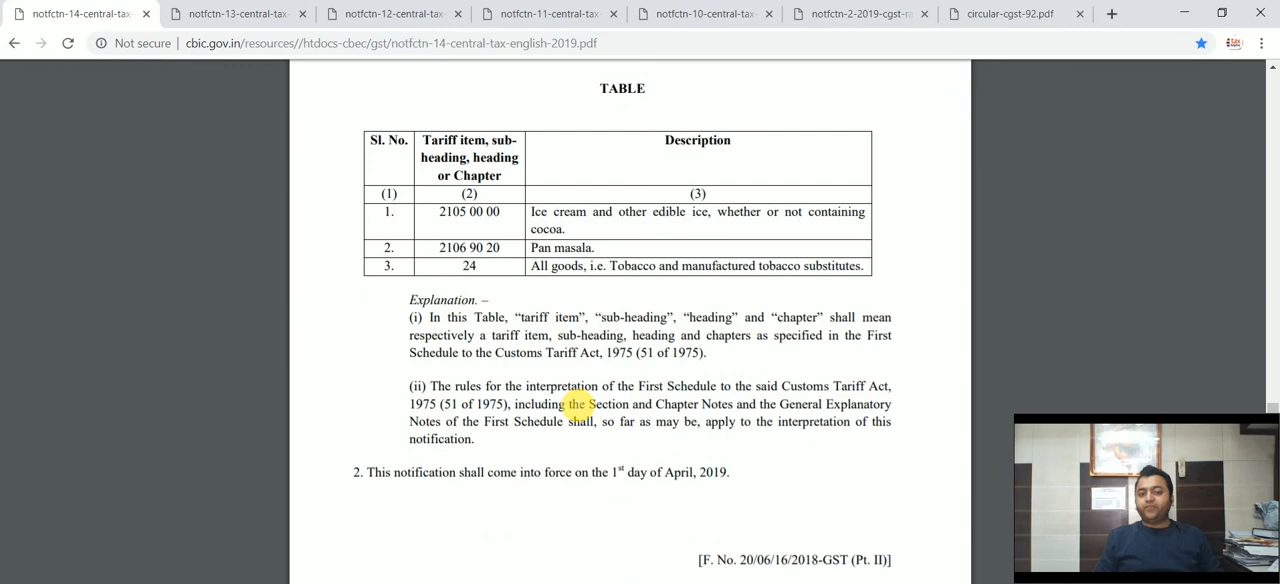 notfctn-14-central-tax-
notfctn-13-central-tax-
notfctn-12-central-tax-
notfctn-11-central-tax-
notfctn-10-central-tax-
notfctn-2-2019-cgst-ra
circular-cgst-92.pdf
Not secure | cbic.gov.in/resources//htdocs-cbec/gst/notfctn-14-central-tax-english-2019.pdf
TABLE
Sl. No. Tariff item, sub- Description
heading, heading
or Chapter
(1) (2) (3)
1. 2105 00 00 Ice cream and other edible ice, whether or not containing
cocoa.
2. 2106 90 20 Pan masala.
3. 24 All goods, i.e. Tobacco and manufactured tobacco substitutes.
Explanation. –
(i) In this Table, “tariff item”, “sub-heading”, “heading” and “chapter” shall mean
respectively a tariff item, sub-heading, heading and chapters as specified in the First
Schedule to the Customs Tariff Act, 1975 (51 of 1975).
(ii) The rules for the interpretation of the First Schedule to the said Customs Tariff Act,
1975 (51 of 1975), including the Section and Chapter Notes and the General Explanatory
Notes of the First Schedule shall, so far as may be, apply to the interpretation of this
notification.
2. This notification shall come into force on the 1st day of April, 2019.
[F. No. 20/06/16/2018-GST (Pt. II)]